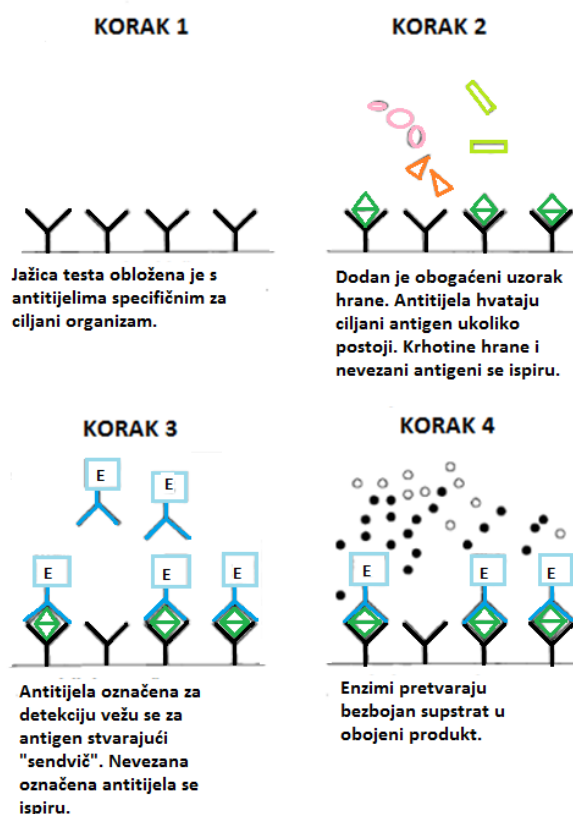 KORAK 1
Jažica testa obložena je s
antitijelima specifičnim za
ciljani organizam.
KORAK 2
Dodan je obogaćeni uzorak
hrane. Antitijela hvataju
ciljani antigen ukoliko
postoji. Krhotine hrane i
nevezani antigeni se ispiru.
KORAK 3
E
E
E
E
E
Antitijela označena za
detekciju vežu se za
antigen stvarajući
"sendvič". Nevezana
označena antitijela se
ispiru.
KORAK 4
E
E
E
Enzimi pretvaraju
bezbojan supstrat u
obojeni produkt.